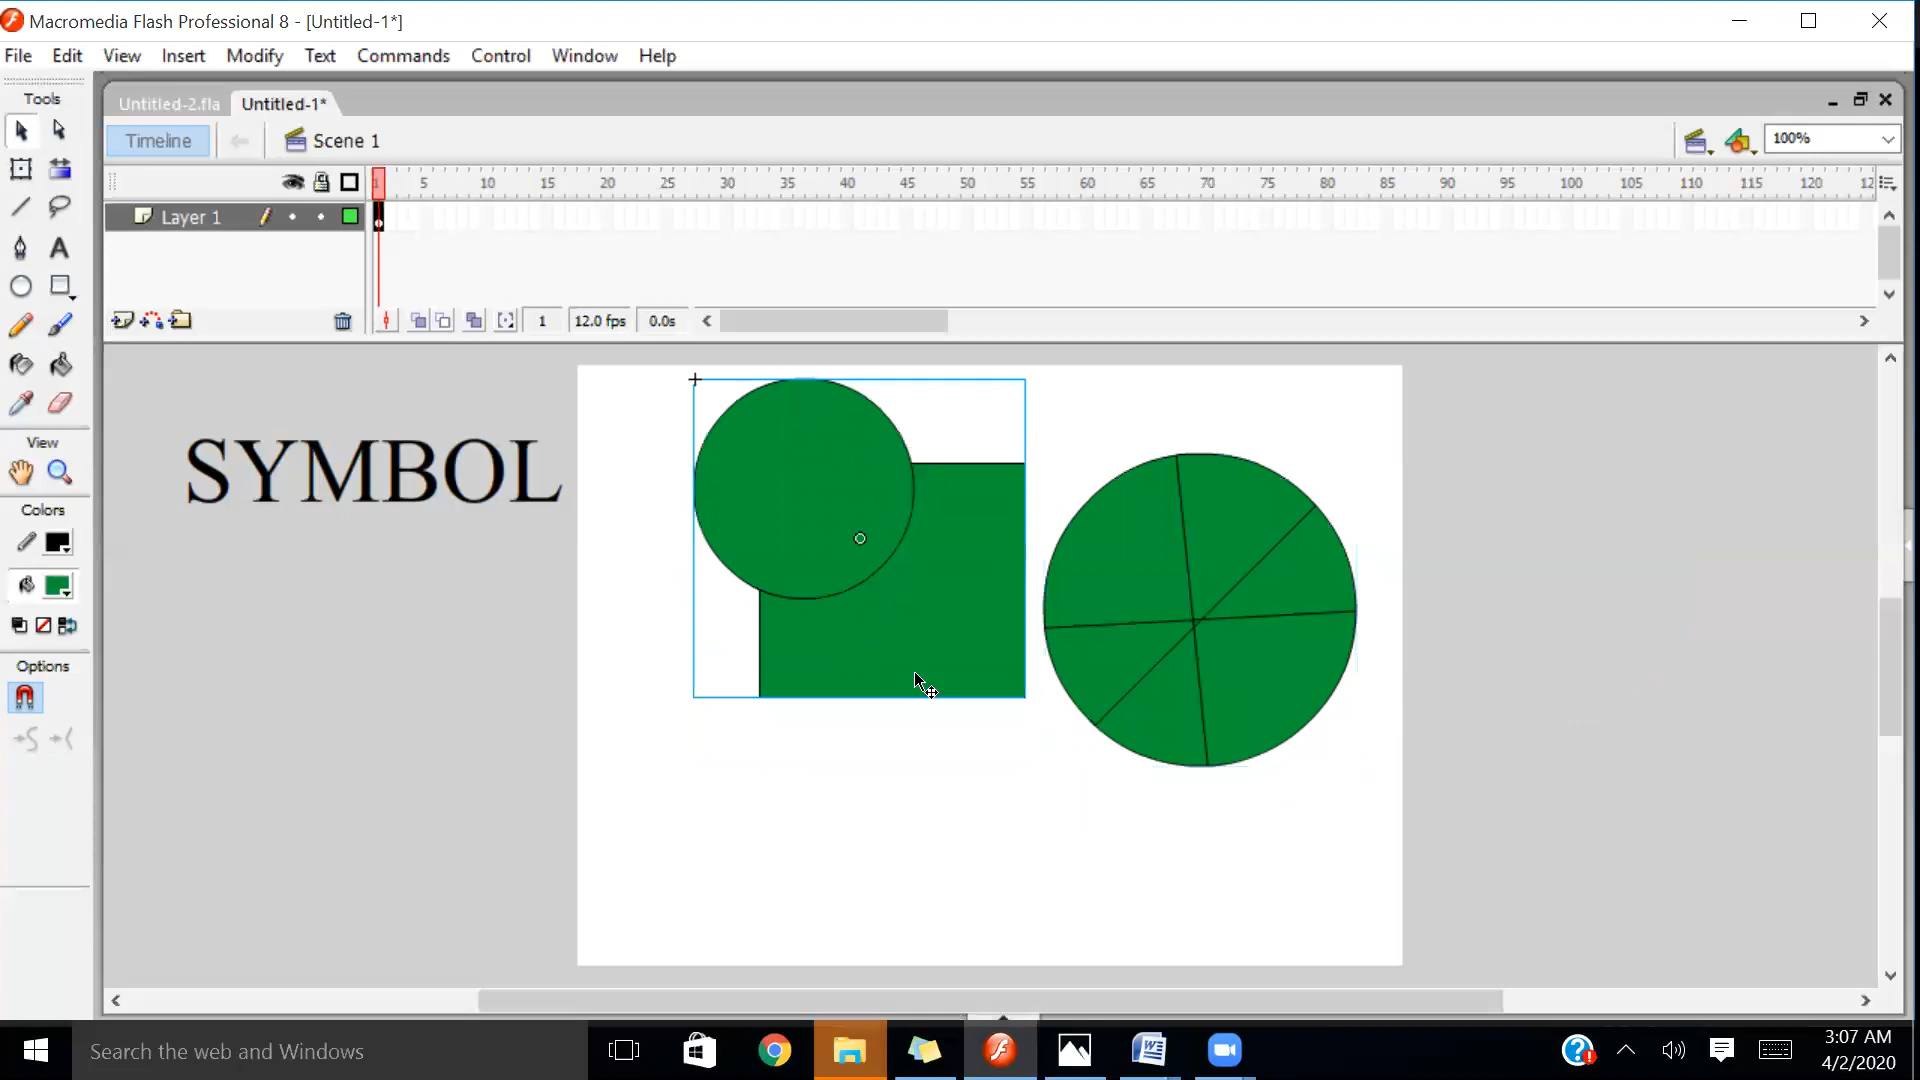 Macromedia Flash Professional 8 - [Untitled-1*]
File Edit View Insert Modify Text Commands Control Window Help
Tools
Untitled-2.fla Untitled-1*
Timeline Scene 1 100%
1 5 10 15 20 25 30 35 40 45 50 55 60 65 70 75 80 85 90 95 100 105 110 115 120 12
Layer 1
1 12.0 fps 0.0s
View
Colors
Options
SYMBOL
Search the web and Windows
3:07 AM
4/2/2020